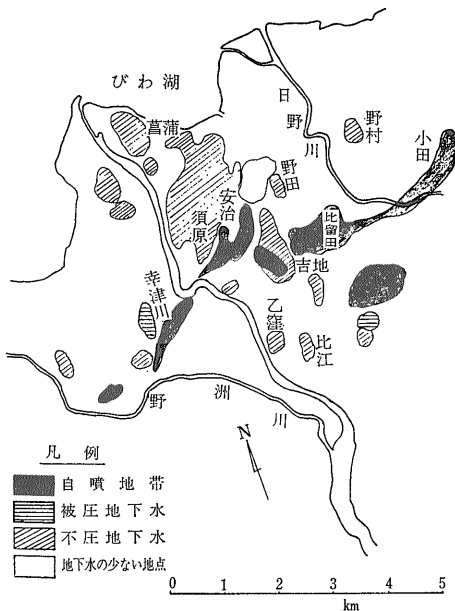 びわ湖
菖蒲
日野川
野村
小田
野田
安治
須原
比留田
吉地
幸津川
乙窪
比江
野洲川
N
凡例
自噴地帯
被圧地下水
不圧地下水
地下水の少ない地点
0 1 2 3 4 5
km